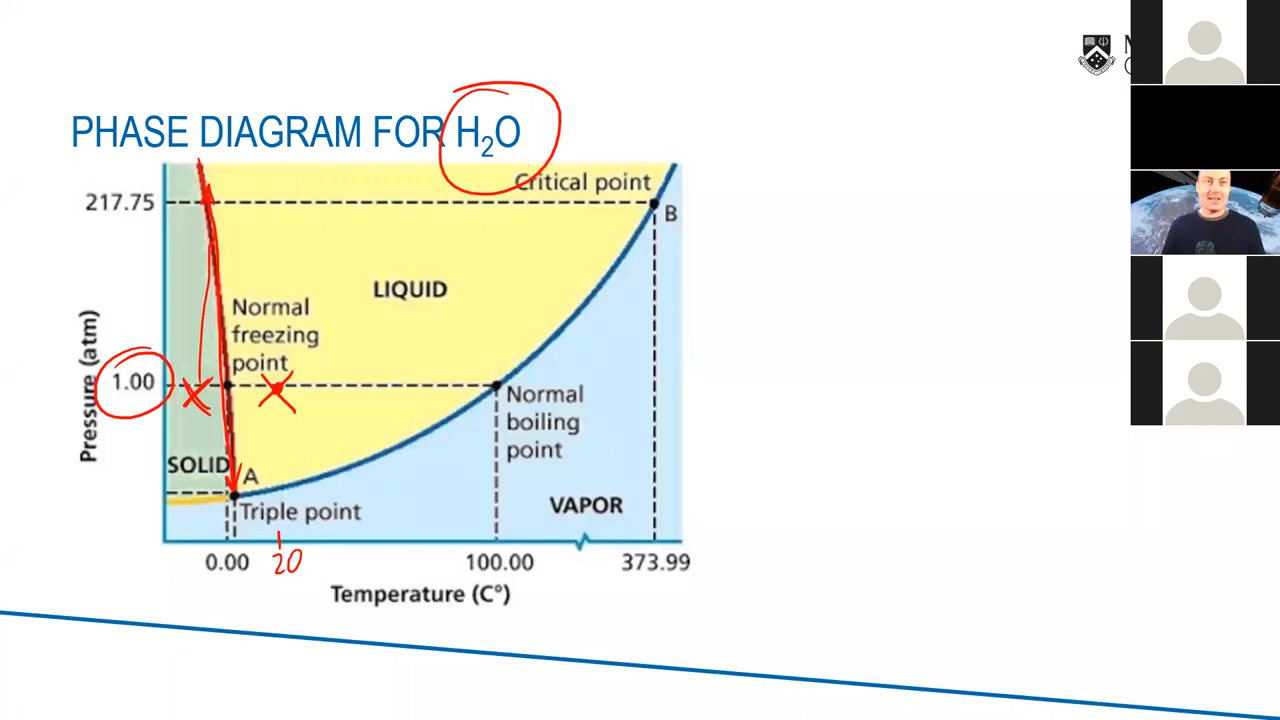 PHASE DIAGRAM FOR H₂O
Critical point
217.75
B
LIQUID
Normal
freezing
point
Pressure (atm)
1.00
Normal
boiling
point
SOLID
A
Triple point
VAPOR
0.00
20
100.00
373.99
Temperature (C°)